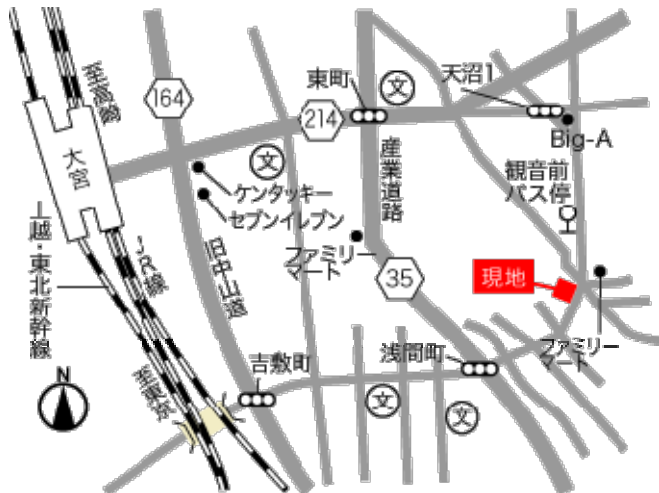 至高崎
164
大宮
上越・東北新幹線
JR線
至東京
旧中山道
214
東町
文
天沼1
Big-A
観音前
バス停
文
ケンタッキー
セブンイレブン
産業道路
ファミリー
マート
35
現地
ファミリー
マート
吉敷町
浅間町
文
文
N